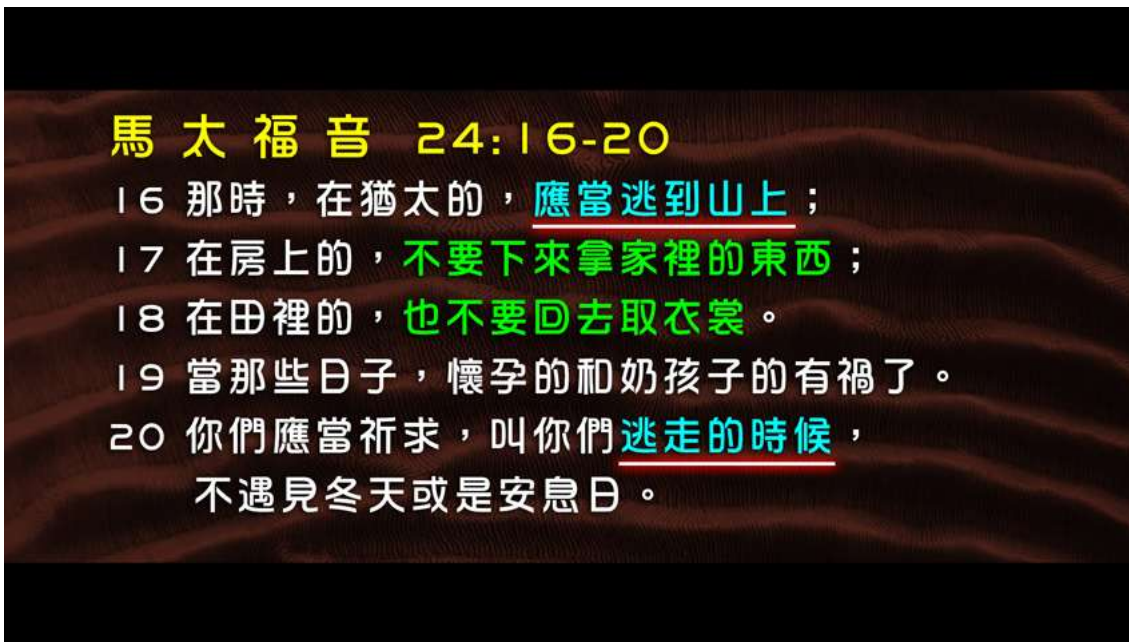 馬太福音 24:16-20
16 那時，在猶太的，應當逃到山上；
17 在房上的，不要下來拿家裡的東西；
18 在田裡的，也不要回去取衣裳。
19 當那些日子，懷孕的和奶孩子的有禍了。
20 你們應當祈求，叫你們逃走的時候，
不遇見冬天或是安息日。